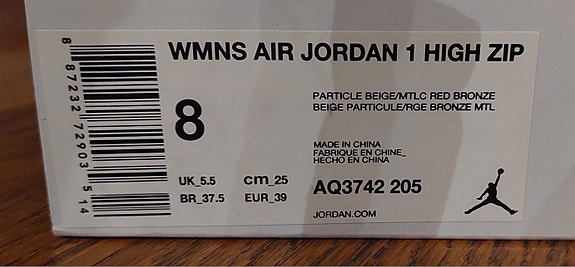 8 87232 72903 5 14
WMNS AIR JORDAN 1 HIGH ZIP
8
PARTICLE BEIGE/MTLC RED BRONZE
BEIGE PARTICULE/RGE BRONZE MTL
MADE IN CHINA
FABRIQUE EN CHINE_
HECHO EN CHINA
UK_5.5 cm_25
BR_37.5 EUR_39
AQ3742 205
JORDAN.COM